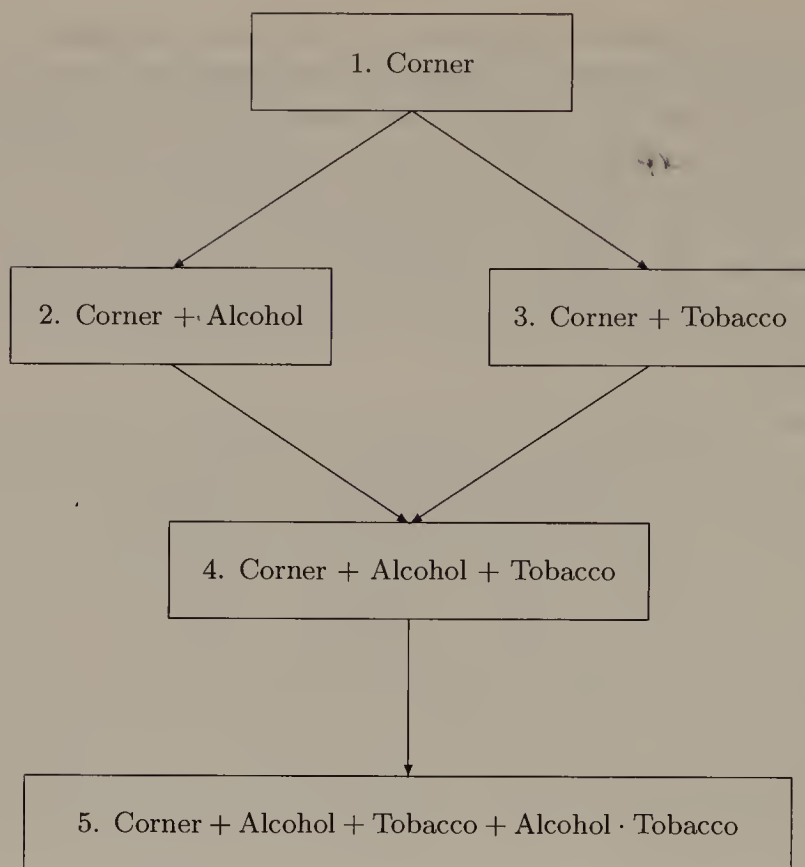 1. Corner
2. Corner + Alcohol
3. Corner + Tobacco
4. Corner + Alcohol + Tobacco
5. Corner + Alcohol + Tobacco + Alcohol · Tobacco